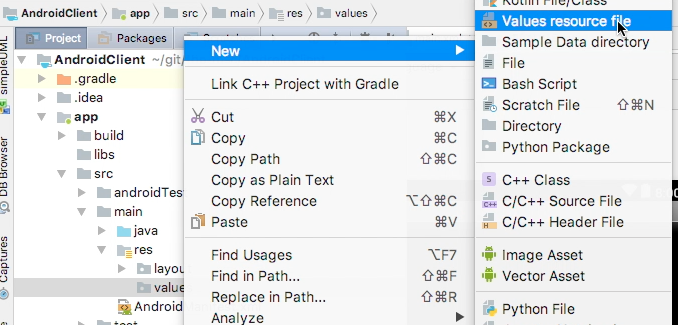 AndroidClient app src main res values
Project Packages
AndroidClient ~/git/
.gradle
.idea
app
build
libs
src
androidTes
main
java
res
layou
value
Android
simpleUML
DB Browser
Captures
New
Link C++ Project with Gradle
Cut ⌘X
Copy ⌘C
Copy Path ⇧⌘C
Copy as Plain Text
Copy Reference ⌥⇧⌘C
Paste ⌘V
Find Usages ⌥F7
Find in Path... ⇧⌘F
Replace in Path... ⇧⌘R
Analyze
Kotlin File/Class
Values resource file
Sample Data directory
File
Bash Script
Scratch File ⇧⌘N
Directory
Python Package
C++ Class
C/C++ Source File
C/C++ Header File
Image Asset
Vector Asset
Python File